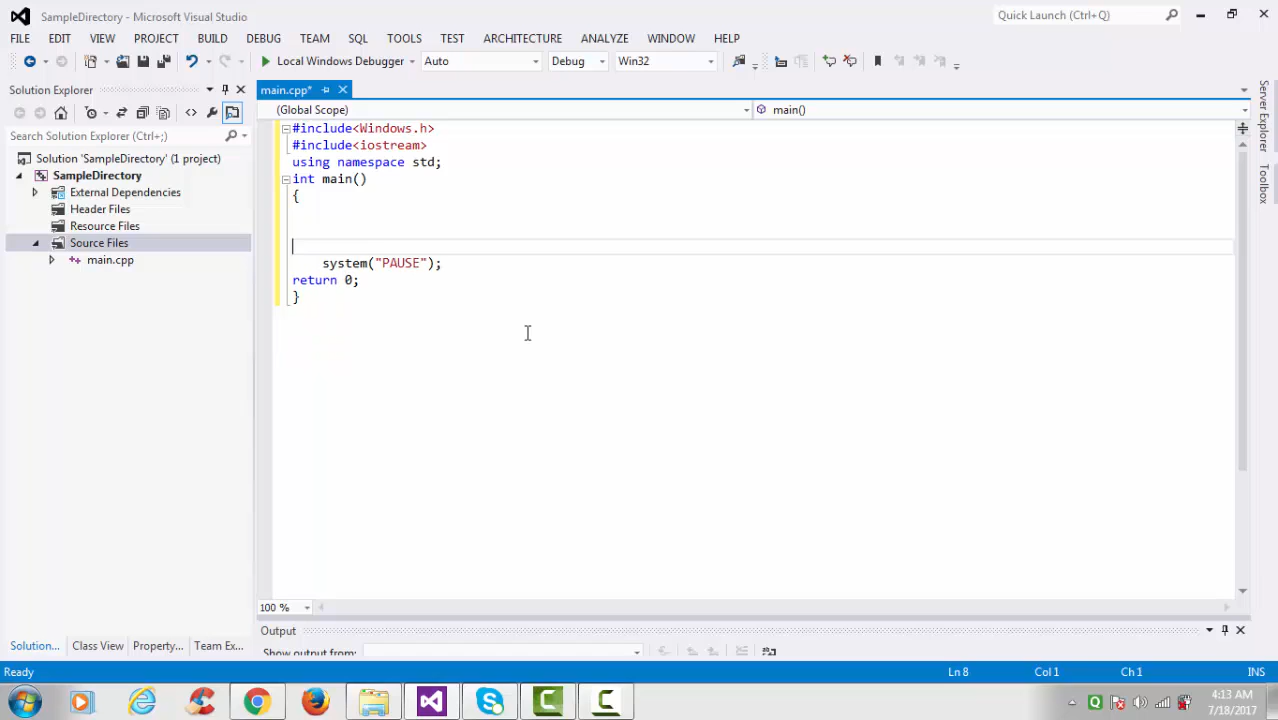 SampleDirectory - Microsoft Visual Studio
Quick Launch (Ctrl+Q)
FILE EDIT VIEW PROJECT BUILD DEBUG TEAM SQL TOOLS TEST ARCHITECTURE ANALYZE WINDOW HELP
Local Windows Debugger Auto Debug Win32
Solution Explorer
main.cpp*
(Global Scope) main()
Search Solution Explorer (Ctrl+;)
Solution 'SampleDirectory' (1 project)
SampleDirectory
External Dependencies
Header Files
Resource Files
Source Files
main.cpp
#include<Windows.h>
#include<iostream>
using namespace std;
int main()
{
system("PAUSE");
return 0;
}
Server Explorer
Toolbox
100 %
Output
Show output from:
Solution... Class View Property... Team Ex...
Ready Ln 8 Col 1 Ch 1 INS
4:13 AM
7/18/2017